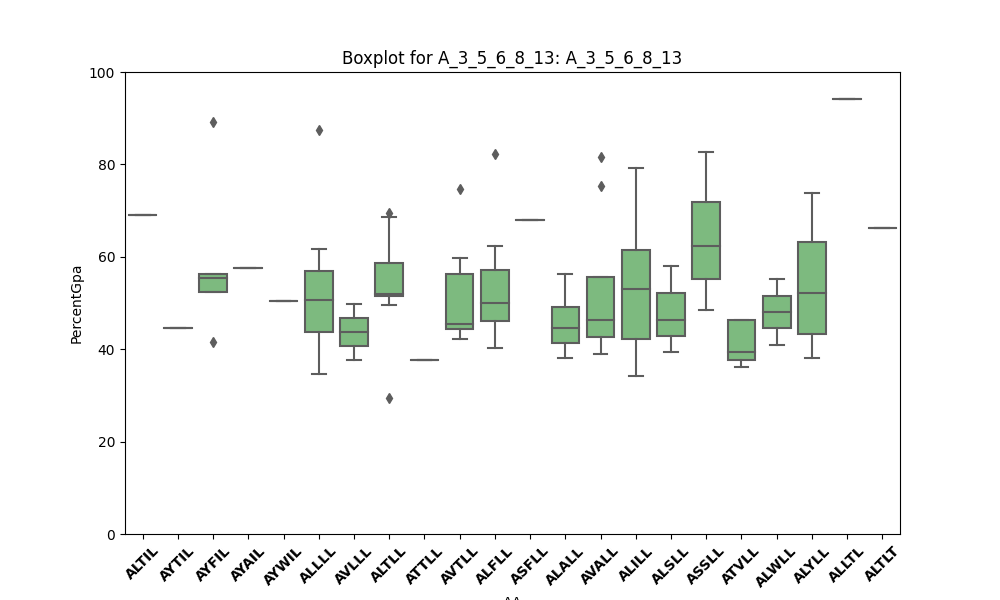 Boxplot for A_3_5_6_8_13: A_3_5_6_8_13
PercentGpa
100
80
60
40
20
0
ALTIL AYTIL AYFIL AYAIL AYWIL ALLLL AVLLL ALTLL ATTLL AVTLL ALFLL ASFLL ALALL AVALL ALILL ALSLL ASSLL ATVLL ALWLL ALYLL ALLTL ALTLT